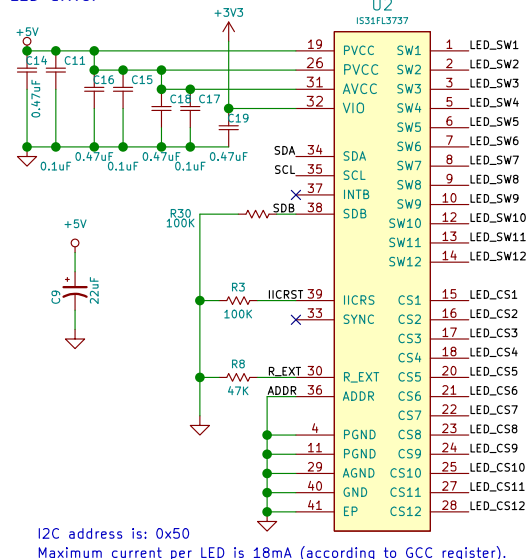 U2
IS31FL3737
+3V3
+5V
C14
C11
C16
C15
C18
C17
C19
0.47uF
0.1uF
0.47uF
0.1uF
0.47uF
0.1uF
0.47uF
19 PVCC SW1 1 LED_SW1
26 PVCC SW2 2 LED_SW2
31 AVCC SW3 3 LED_SW3
32 VIO SW4 5 LED_SW4
SW5 6 LED_SW5
SW6 7 LED_SW6
SDA 34 SDA SW7 8 LED_SW7
SCL 35 SCL SW8 9 LED_SW8
37 INTB SW9 10 LED_SW9
R30
100K
SDB 38 SDB SW10 12 LED_SW10
SW11 13 LED_SW11
SW12 14 LED_SW12
+5V
C9
+
22uF
R3
100K
IICRST 39 IICRS CS1 15 LED_CS1
33 SYNC CS2 16 LED_CS2
CS3 17 LED_CS3
CS4 18 LED_CS4
R8
47K
R_EXT 30 R_EXT CS5 20 LED_CS5
ADDR 36 ADDR CS6 21 LED_CS6
CS7 22 LED_CS7
4 PGND CS8 23 LED_CS8
11 PGND CS9 24 LED_CS9
29 AGND CS10 25 LED_CS10
40 GND CS11 27 LED_CS11
41 EP CS12 28 LED_CS12
I2C address is: 0x50
Maximum current per LED is 18mA (according to GCC register).